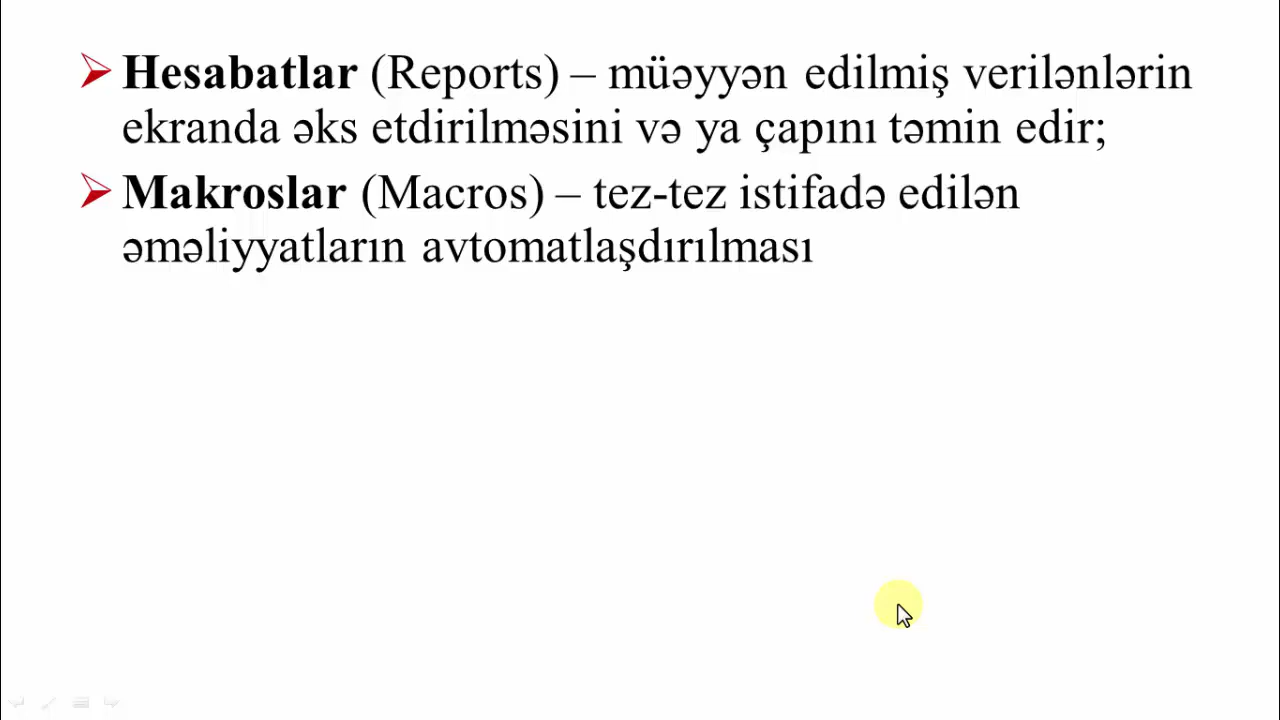 Hesabatlar (Reports) – müəyyən edilmiş verilənlərin
ekranda əks etdirilməsini və ya çapını təmin edir;
Makroslar (Macros) – tez-tez istifadə edilən
əməliyyatların avtomatlaşdırılması